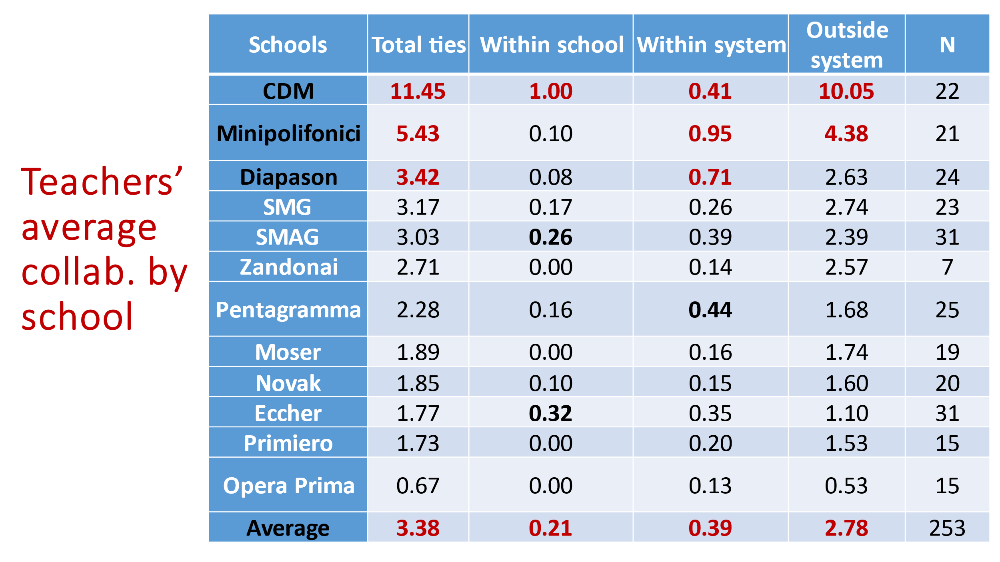 Teachers’
average
collab. by
school
Schools Total ties Within school Within system Outside system N
CDM 11.45 1.00 0.41 10.05 22
Minipolifonici 5.43 0.10 0.95 4.38 21
Diapason 3.42 0.08 0.71 2.63 24
SMG 3.17 0.17 0.26 2.74 23
SMAG 3.03 0.26 0.39 2.39 31
Zandonai 2.71 0.00 0.14 2.57 7
Pentagramma 2.28 0.16 0.44 1.68 25
Moser 1.89 0.00 0.16 1.74 19
Novak 1.85 0.10 0.15 1.60 20
Eccher 1.77 0.32 0.35 1.10 31
Primiero 1.73 0.00 0.20 1.53 15
Opera Prima 0.67 0.00 0.13 0.53 15
Average 3.38 0.21 0.39 2.78 253